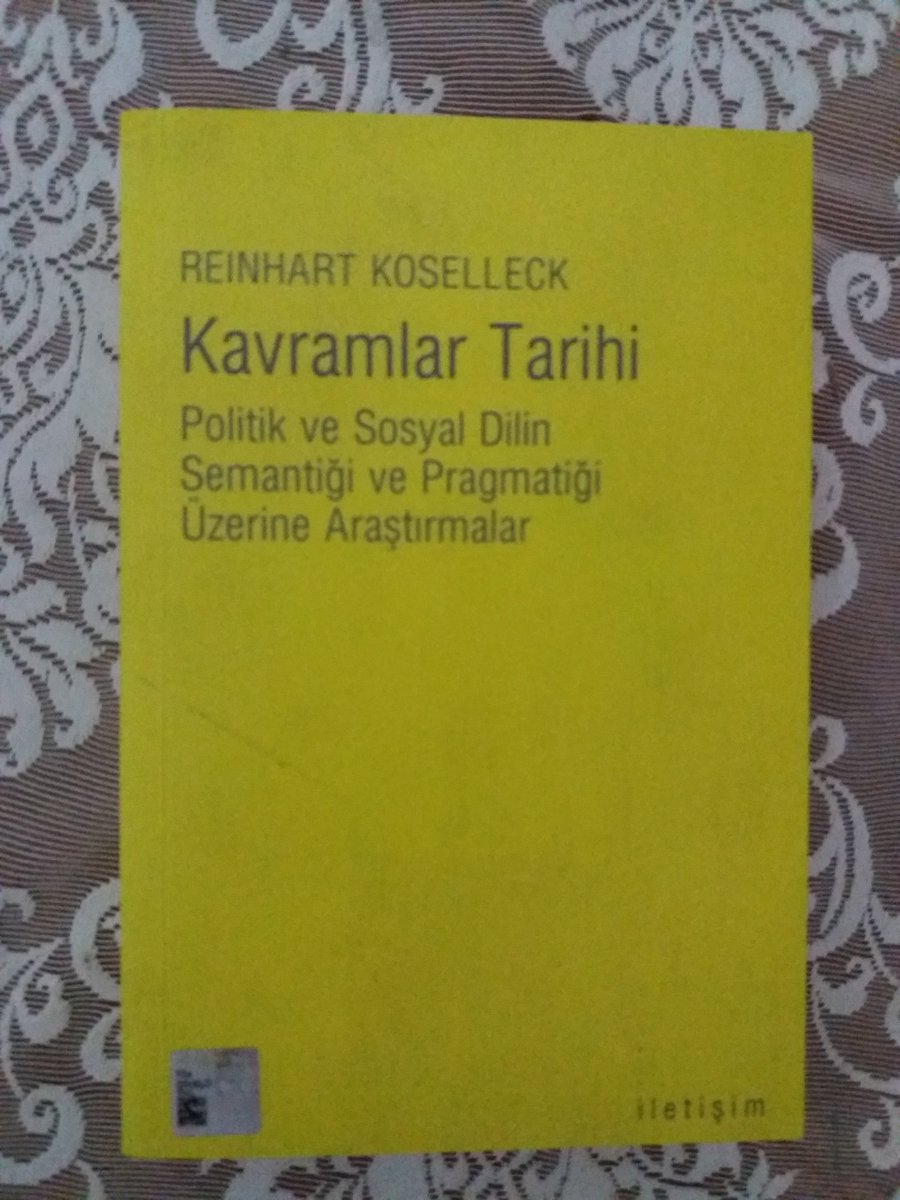 REINHART KOSELLECK
Kavramlar Tarihi
Politik ve Sosyal Dilin
Semantiği ve Pragmatiği
Üzerine Araştırmalar
iletişim